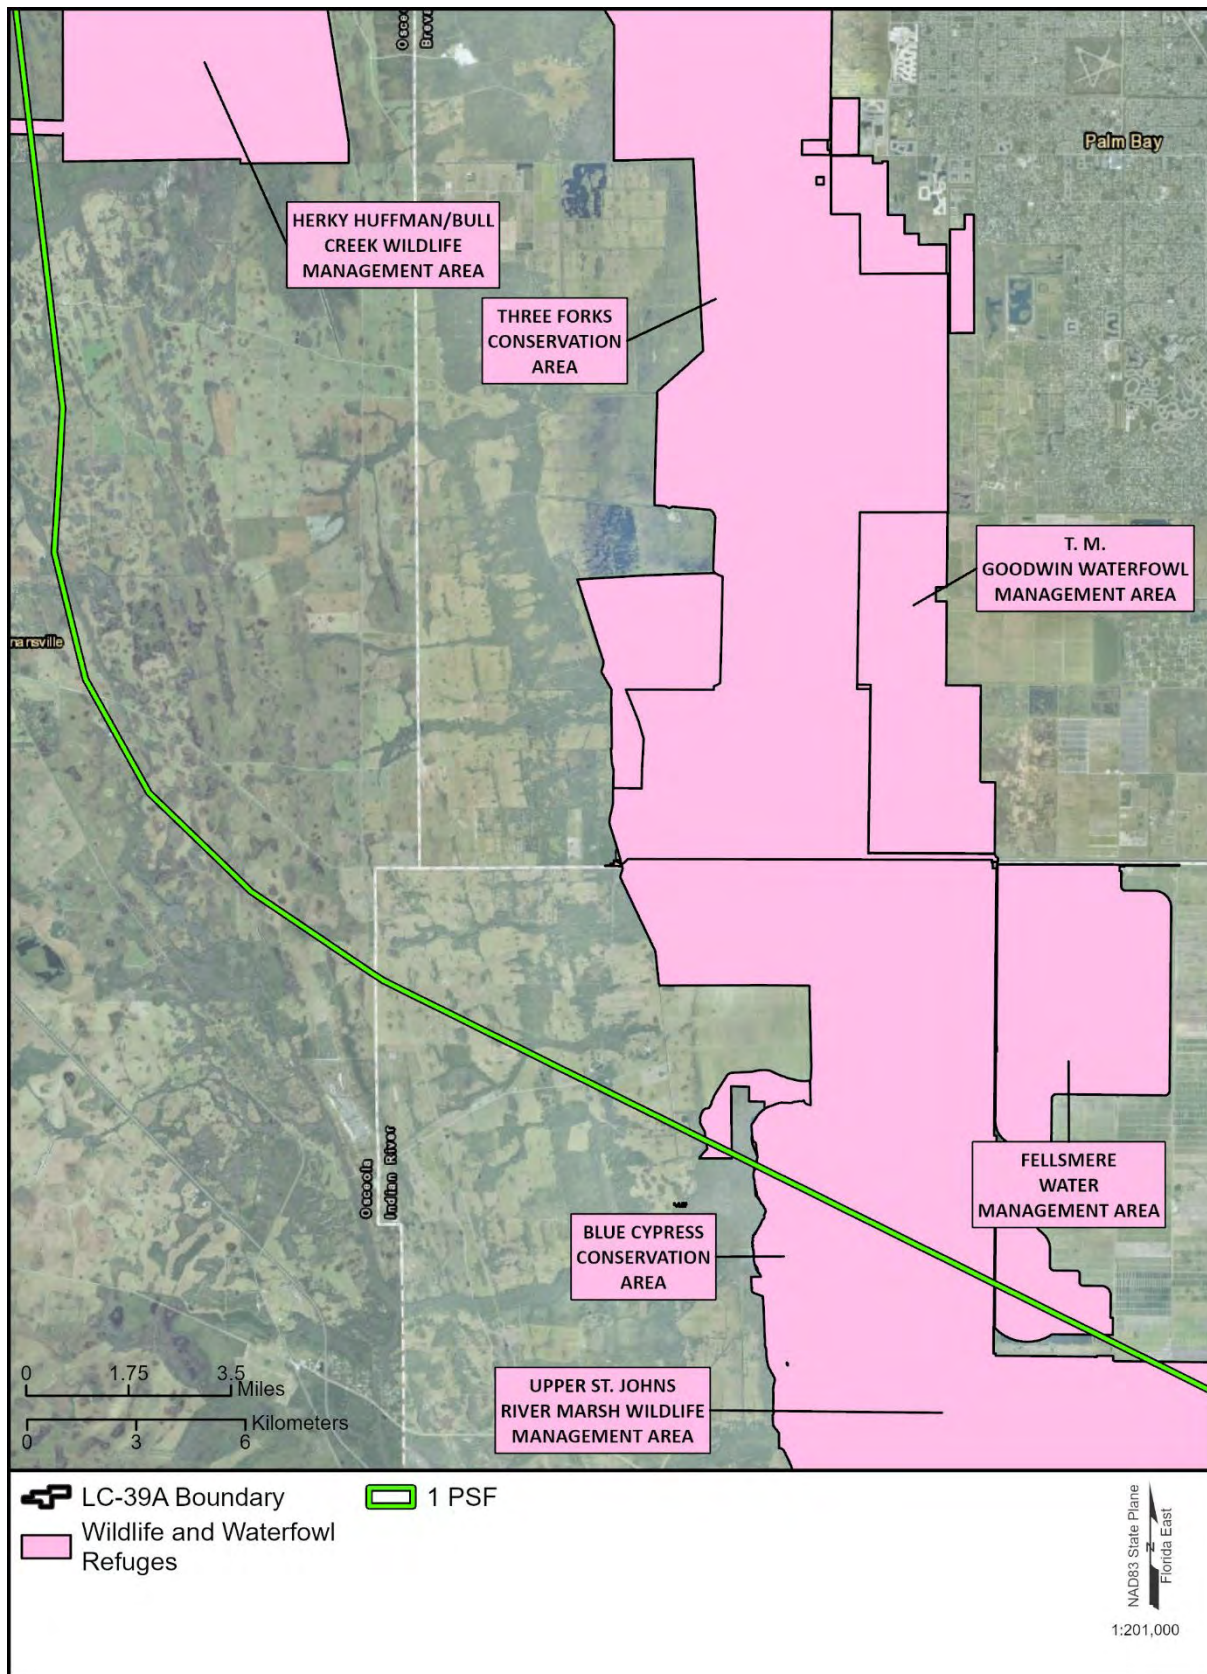 Osceo
Breva
Palm Bay
HERKY HUFFMAN/BULL
CREEK WILDLIFE
MANAGEMENT AREA
THREE FORKS
CONSERVATION
AREA
T. M.
GOODWIN WATERFOWL
MANAGEMENT AREA
nansville
Osceola
Indian River
FELLSMERE
WATER
MANAGEMENT AREA
BLUE CYPRESS
CONSERVATION
AREA
UPPER ST. JOHNS
RIVER MARSH WILDLIFE
MANAGEMENT AREA
0 1.75 3.5
Miles
Kilometers
0 3 6
LC-39A Boundary
1 PSF
Wildlife and Waterfowl
Refuges
NAD83 State Plane
Florida East
N
1:201,000